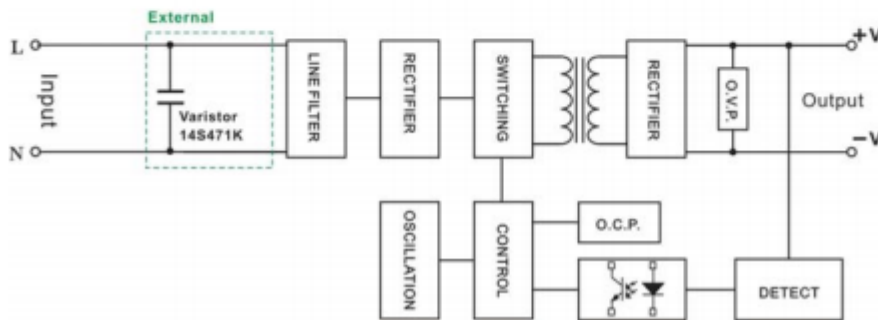 External
L
+V
Input
LINE FILTER
RECTIFIER
SWITCHING
RECTIFIER
O.V.P.
Output
Varistor
14S471K
N
-V
OSCILLATION
CONTROL
O.C.P.
DETECT